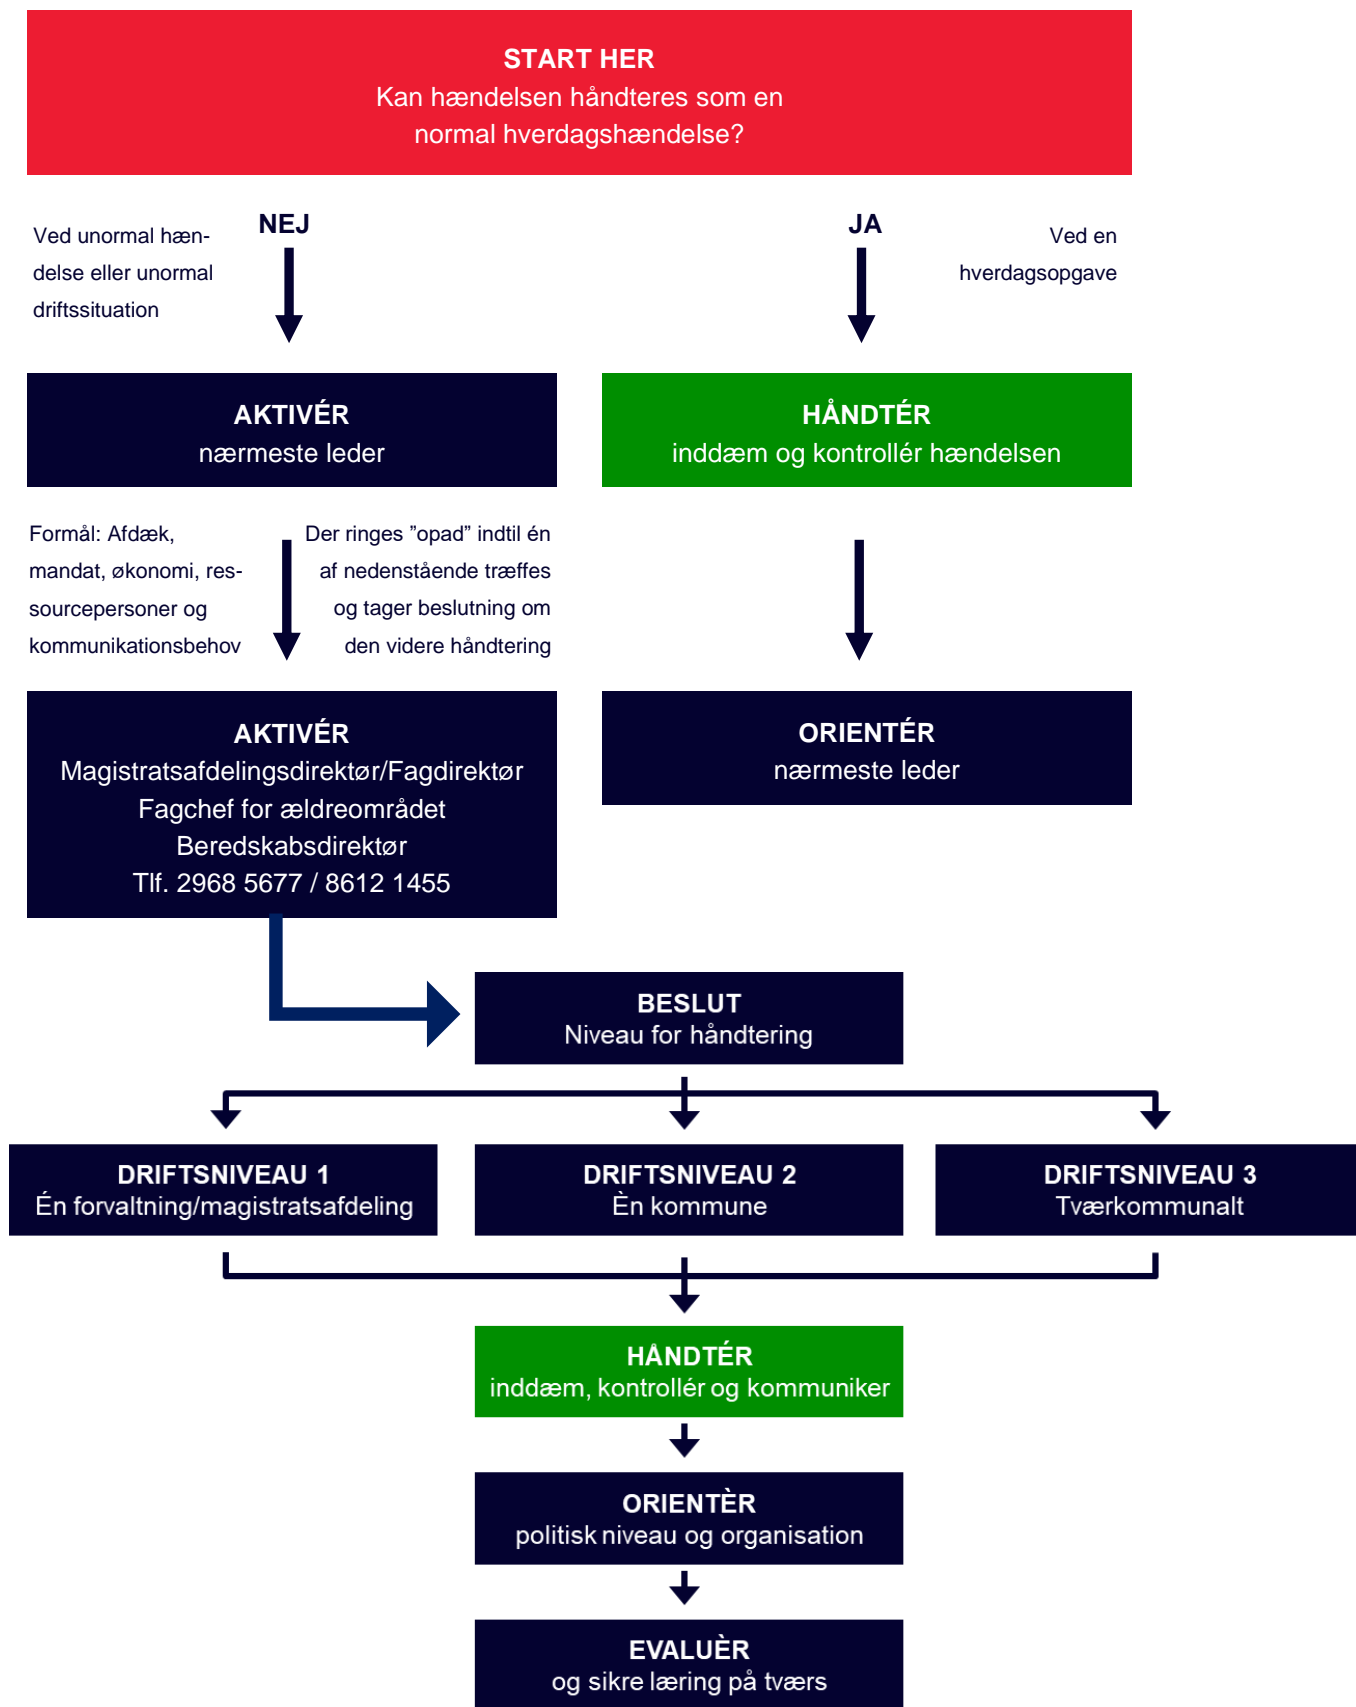 START HER
Kan hændelsen håndteres som en
normal hverdagshændelse?
NEJ
Ved unormal hæn-
delse eller unormal
driftssituation
JA
Ved en
hverdagsopgave
AKTIVÉR
nærmeste leder
HÅNDTÉR
inddæm og kontrollér hændelsen
Formål: Afdæk,
mandat, økonomi, res-
sourcepersoner og
kommunikationsbehov
Der ringes ”opad” indtil én
af nedenstående træffes
og tager beslutning om
den videre håndtering
AKTIVÉR
Magistratsafdelingsdirektør/Fagdirektør
Fagchef for ældreområdet
Beredskabsdirektør
Tlf. 2968 5677 / 8612 1455
ORIENTÉR
nærmeste leder
BESLUT
Niveau for håndtering
DRIFTSNIVEAU 1
Én forvaltning/magistratsafdeling
DRIFTSNIVEAU 2
Èn kommune
DRIFTSNIVEAU 3
Tværkommunalt
HÅNDTÉR
inddæm, kontrollér og kommuniker
ORIENTÈR
politisk niveau og organisation
EVALUÈR
og sikre læring på tværs